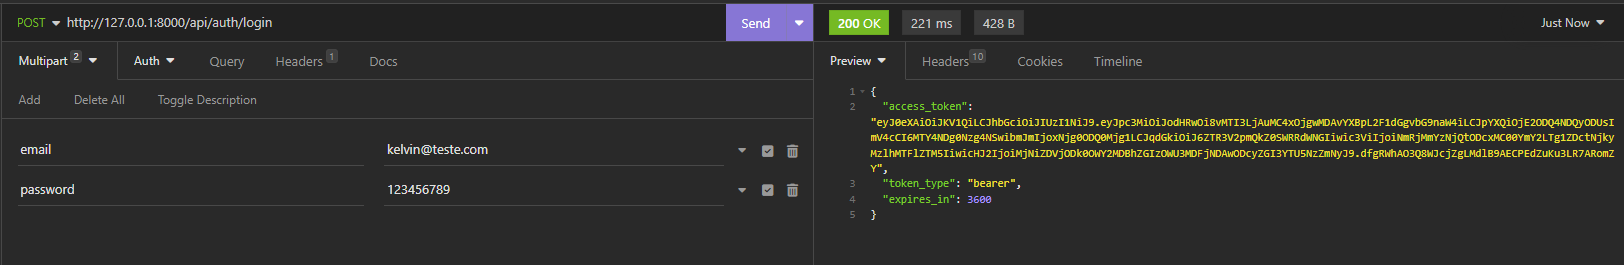 POST http://127.0.0.1:8000/api/auth/login Send 200 OK 221 ms 428 B Just Now
Multipart 2 Auth Query Headers 1 Docs
Add Delete All Toggle Description
email kelvin@teste.com
password 123456789
Preview Headers 10 Cookies Timeline
1 {
2 "access_token":
"eyJ0eXAiOiJKV1QiLCJhbGciOiJIUzI1NiJ9.eyJpc3MiOiJodHRwOi8vMTI3LjAuMC4xOjgwMDAvYXBpL2F1dGgvbG9naW4iLCJpYXQiOjE2ODQ4NDQyODUsI
3 "token_type": "bearer",
4 "expires_in": 3600
5 }